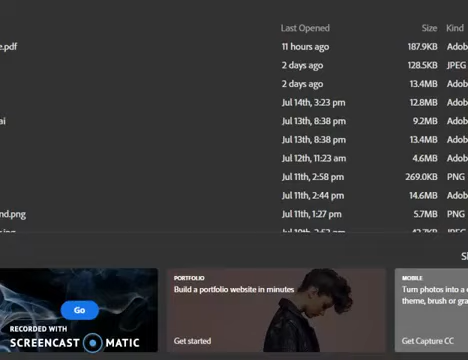 Last Opened Size Kind
e.pdf 11 hours ago 187.9KB Adob
2 days ago 128.5KB JPEG
2 days ago 13.4MB Adob
Jul 14th, 3:23 pm 12.8MB Adob
ai Jul 13th, 8:38 pm 9.2MB Adob
Jul 13th, 8:38 pm 13.4MB Adob
Jul 12th, 11:23 am 4.6MB Adob
Jul 11th, 2:58 pm 269.0KB PNG
Jul 11th, 2:44 pm 14.6MB Adob
nd.png Jul 11th, 1:27 pm 5.7MB PNG
PORTFOLIO
Build a portfolio website in minutes
Get started
MOBILE
Turn photos into a
theme, brush or gra
Get Capture CC
Go
RECORDED WITH
SCREENCAST MATIC